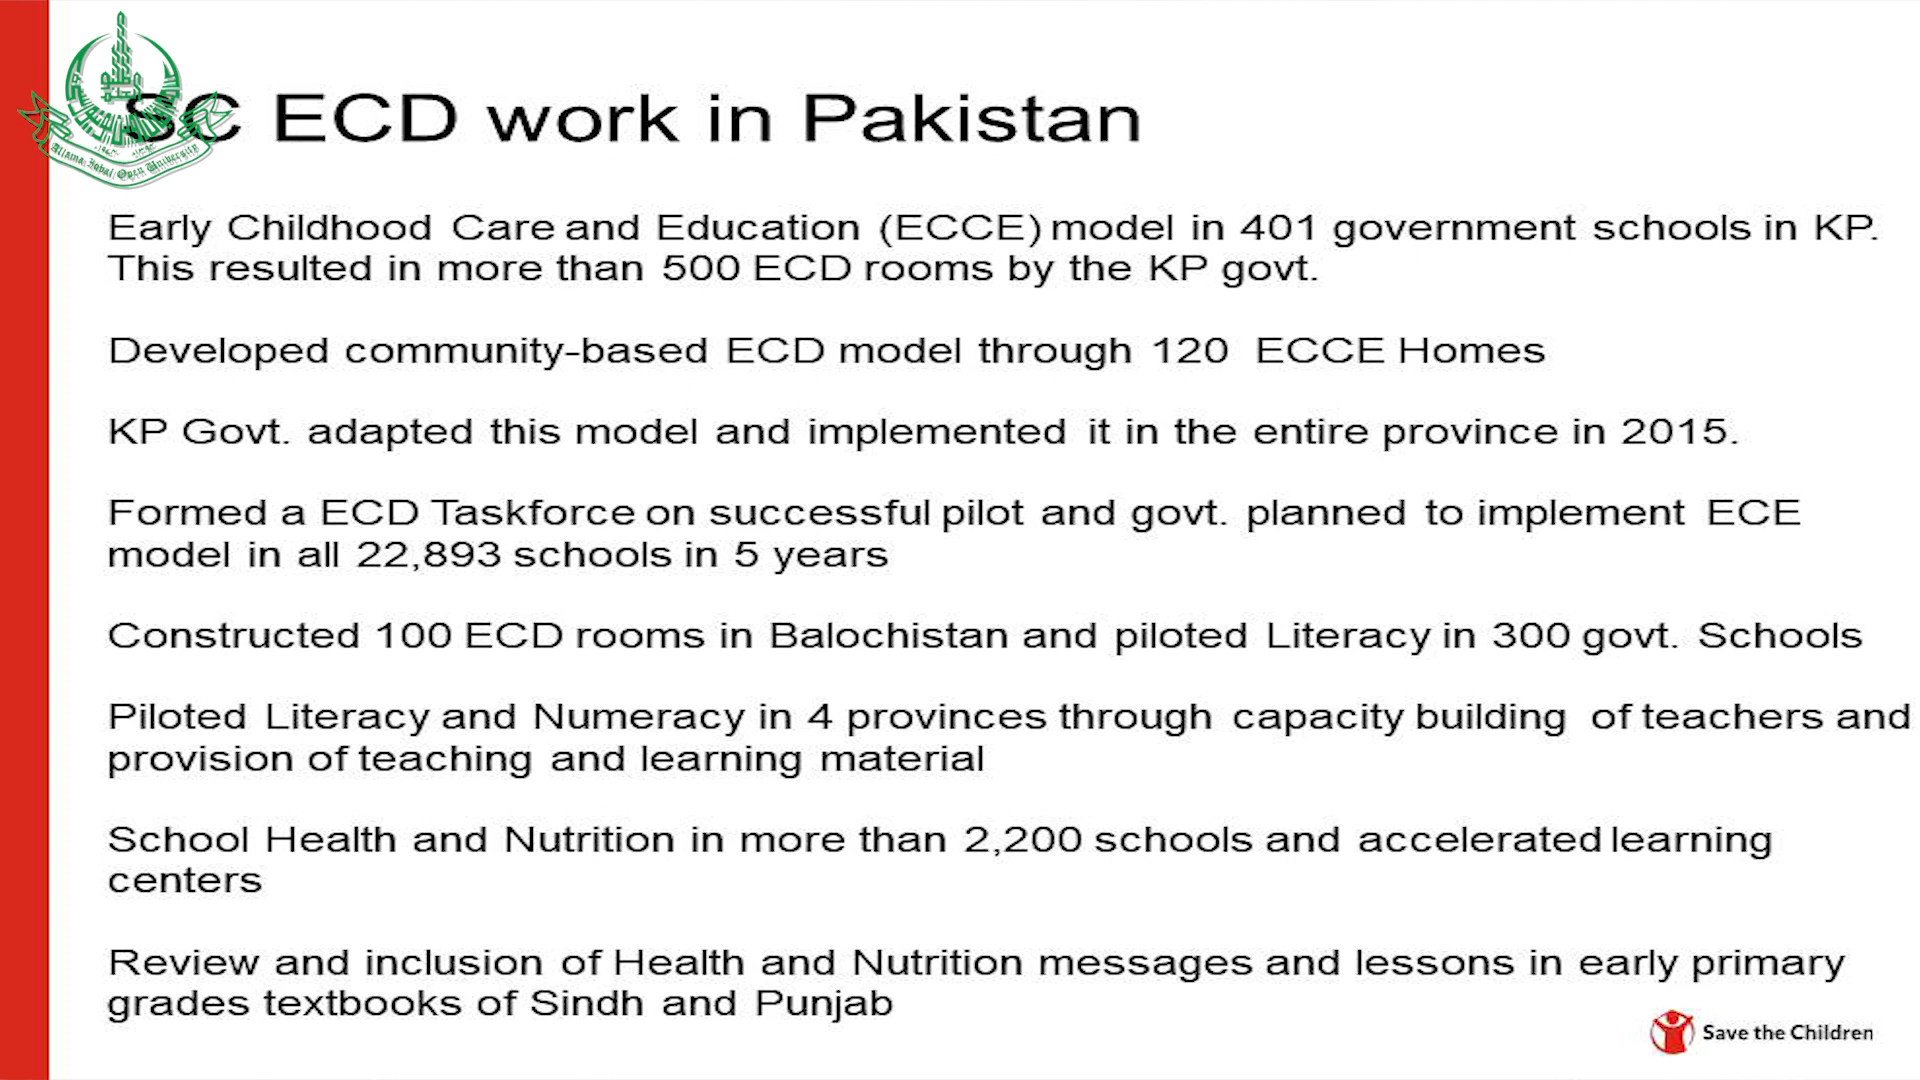 SC ECD work in Pakistan
Early Childhood Care and Education (ECCE) model in 401 government schools in KP.
This resulted in more than 500 ECD rooms by the KP govt.
Developed community-based ECD model through 120 ECCE Homes
KP Govt. adapted this model and implemented it in the entire province in 2015.
Formed a ECD Taskforce on successful pilot and govt. planned to implement ECE
model in all 22,893 schools in 5 years
Constructed 100 ECD rooms in Balochistan and piloted Literacy in 300 govt. Schools
Piloted Literacy and Numeracy in 4 provinces through capacity building of teachers and
provision of teaching and learning material
School Health and Nutrition in more than 2,200 schools and accelerated learning
centers
Review and inclusion of Health and Nutrition messages and lessons in early primary
grades textbooks of Sindh and Punjab
Allama Iqbal Open University
Save the Children